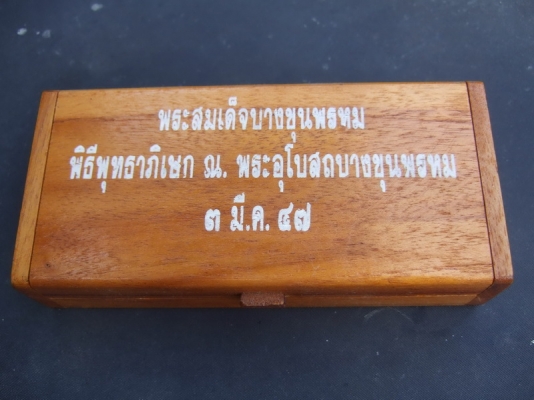 พระสมเด็จบางขุนพรหม
พิธีพุทธาภิเษก ณ. พระอุโบสถบางขุนพรหม
๓ มี.ค. ๔๗